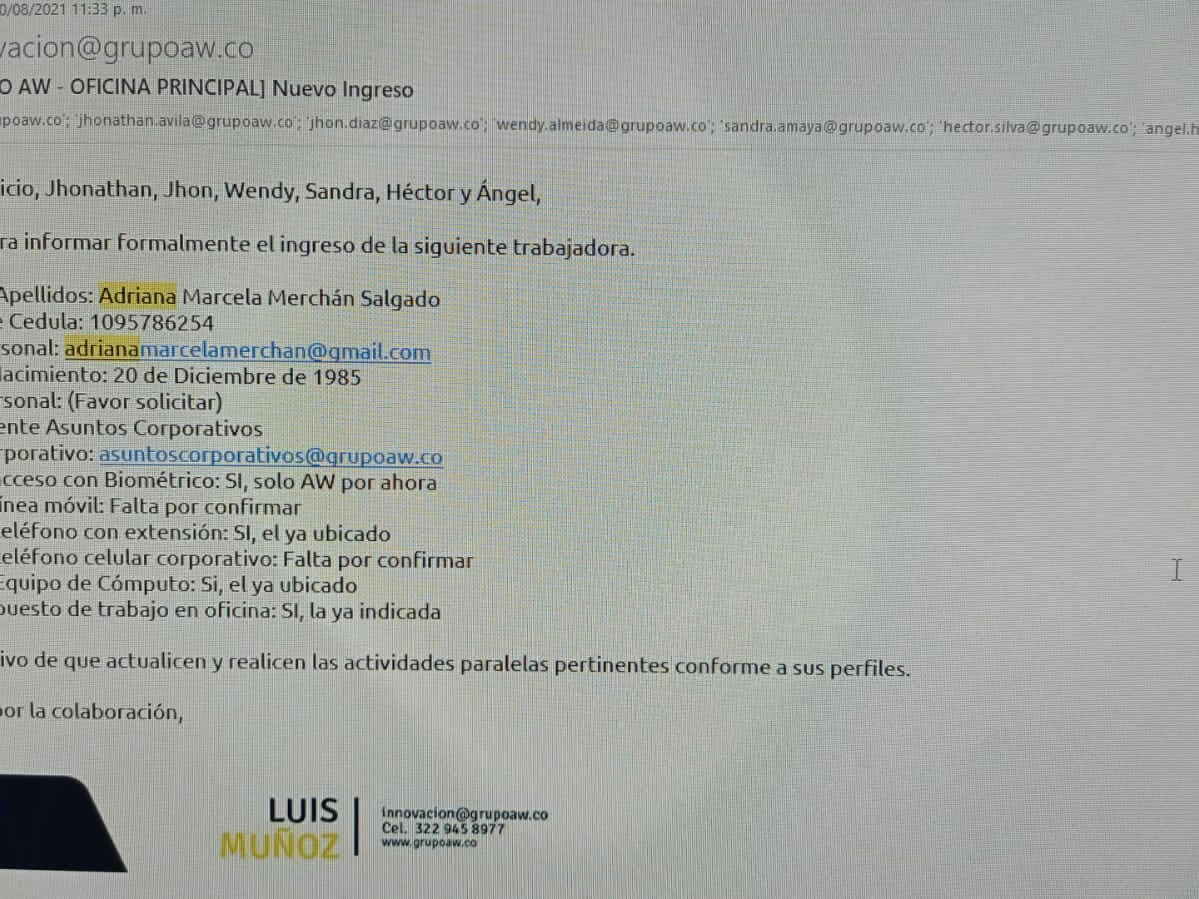 0/08/2021 11:33 p. m.
vacion@grupoaw.co
O AW - OFICINA PRINCIPAL] Nuevo Ingreso
poaw.co'; 'jhonathan.avila@grupoaw.co'; 'jhon.diaz@grupoaw.co'; 'wendy.almeida@grupoaw.co'; 'sandra.amaya@grupoaw.co'; 'hector.silva@grupoaw.co'; 'angel.h
icio, Jhonathan, Jhon, Wendy, Sandra, Héctor y Ángel,
ra informar formalmente el ingreso de la siguiente trabajadora.
Apellidos: Adriana Marcela Merchán Salgado
e Cedula: 1095786254
sonal: adrianamarcelamerchan@gmail.com
Nacimiento: 20 de Diciembre de 1985
rsonal: (Favor solicitar)
ente Asuntos Corporativos
rporativo: asuntoscorporativos@grupoaw.co
acceso con Biométrico: SI, solo AW por ahora
ínea móvil: Falta por confirmar
eléfono con extensión: SI, el ya ubicado
eléfono celular corporativo: Falta por confirmar
Equipo de Cómputo: Si, el ya ubicado
puesto de trabajo en oficina: SI, la ya indicada
ivo de que actualicen y realicen las actividades paralelas pertinentes conforme a sus perfiles.
por la colaboración,
LUIS
MUÑOZ
innovacion@grupoaw.co
Cel. 322 945 8977
www.grupoaw.co